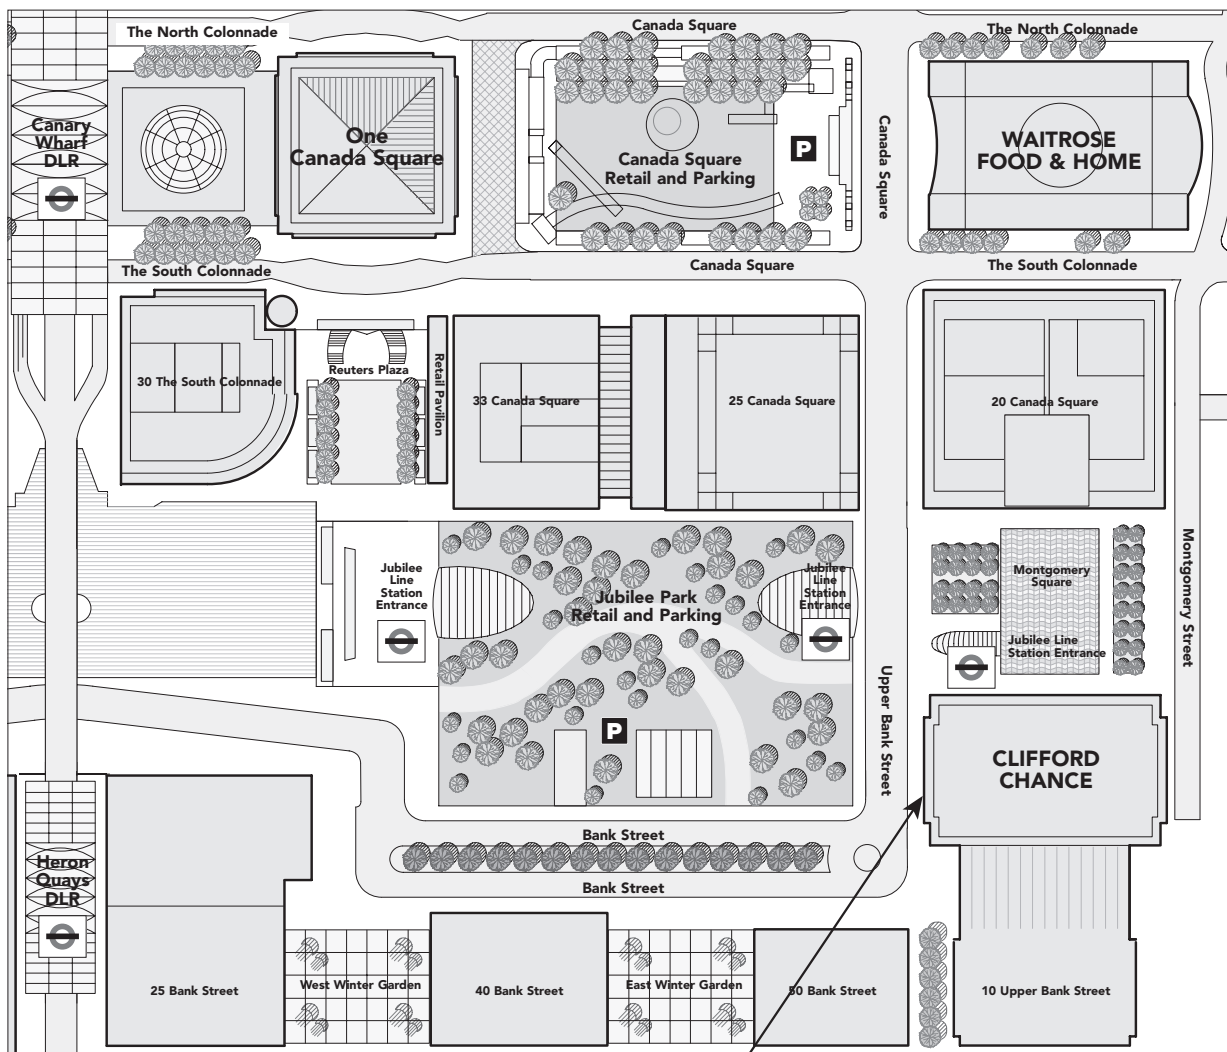 The North Colonnade
Canada Square
The North Colonnade
Canary
Wharf
DLR
One
Canada Square
Canada Square
Retail and Parking
P
Canada Square
WAITROSE
FOOD & HOME
The South Colonnade
Canada Square
The South Colonnade
30 The South Colonnade
Reuters Plaza
Retail Pavilion
33 Canada Square
25 Canada Square
20 Canada Square
Jubilee
Line
Station
Entrance
Jubilee Park
Retail and Parking
Jubilee
Line
Station
Entrance
Montgomery
Square
Jubilee Line
Station Entrance
Montgomery Street
Upper Bank Street
P
CLIFFORD
CHANCE
Bank Street
Bank Street
Heron
Quays
DLR
25 Bank Street
West Winter Garden
40 Bank Street
East Winter Garden
50 Bank Street
10 Upper Bank Street